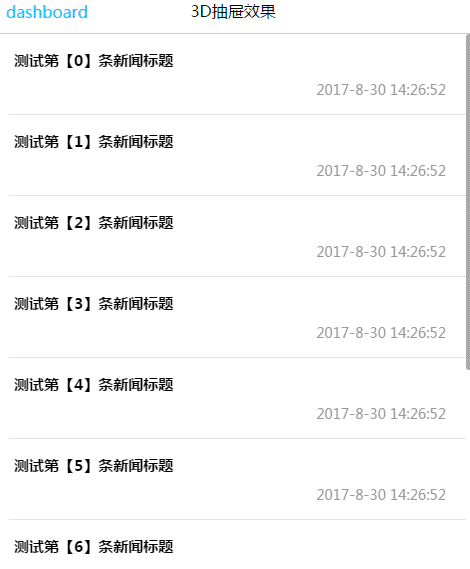 dashboard 3D抽屉效果
测试第【0】条新闻标题
2017-8-30 14:26:52
测试第【1】条新闻标题
2017-8-30 14:26:52
测试第【2】条新闻标题
2017-8-30 14:26:52
测试第【3】条新闻标题
2017-8-30 14:26:52
测试第【4】条新闻标题
2017-8-30 14:26:52
测试第【5】条新闻标题
2017-8-30 14:26:52
测试第【6】条新闻标题